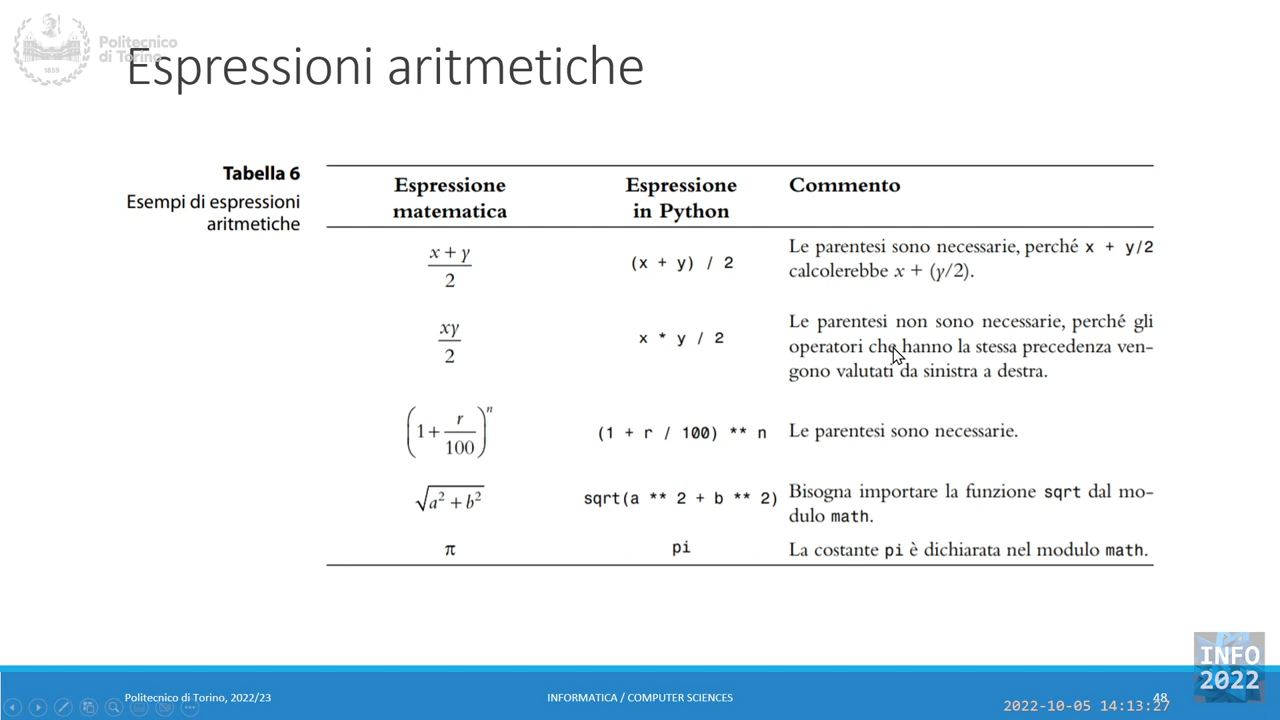 Politecnico
di Torino
1859
Espressioni aritmetiche
Tabella 6
Esempi di espressioni
aritmetiche
Espressione
matematica
Espressione
in Python
Commento
x + y
2
(x + y) / 2
Le parentesi sono necessarie, perché x + y/2
calcolerebbe x + (y/2).
xy
2
x * y / 2
Le parentesi non sono necessarie, perché gli
operatori che hanno la stessa precedenza ven-
gono valutati da sinistra a destra.
(1 + r/100)ⁿ
(1 + r / 100) ** n
Le parentesi sono necessarie.
√a² + b²
sqrt(a ** 2 + b ** 2)
Bisogna importare la funzione sqrt dal mo-
dulo math.
π
pi
La costante pi è dichiarata nel modulo math.
INFO
2022
Politecnico di Torino, 2022/23
INFORMATICA / COMPUTER SCIENCES
48
2022-10-05 14:13:27